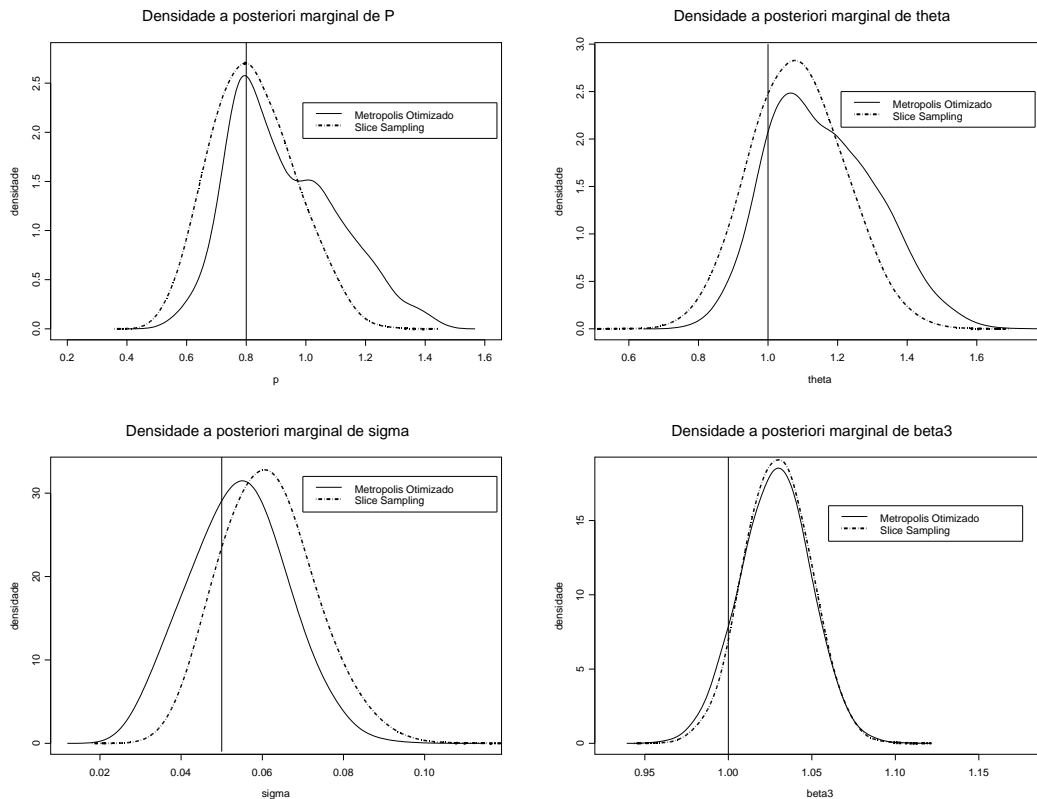 Densidade a posteriori marginal de P
densidade
0.0 0.5 1.0 1.5 2.0 2.5
Metropolis Otimizado
Slice Sampling
0.2 0.4 0.6 0.8 1.0 1.2 1.4 1.6
p
Densidade a posteriori marginal de theta
densidade
0.0 0.5 1.0 1.5 2.0 2.5 3.0
Metropolis Otimizado
Slice Sampling
0.6 0.8 1.0 1.2 1.4 1.6
theta
Densidade a posteriori marginal de sigma
densidade
0 10 20 30
Metropolis Otimizado
Slice Sampling
0.02 0.04 0.06 0.08 0.10
sigma
Densidade a posteriori marginal de beta3
densidade
0 5 10 15
Metropolis Otimizado
Slice Sampling
0.95 1.00 1.05 1.10 1.15
beta3